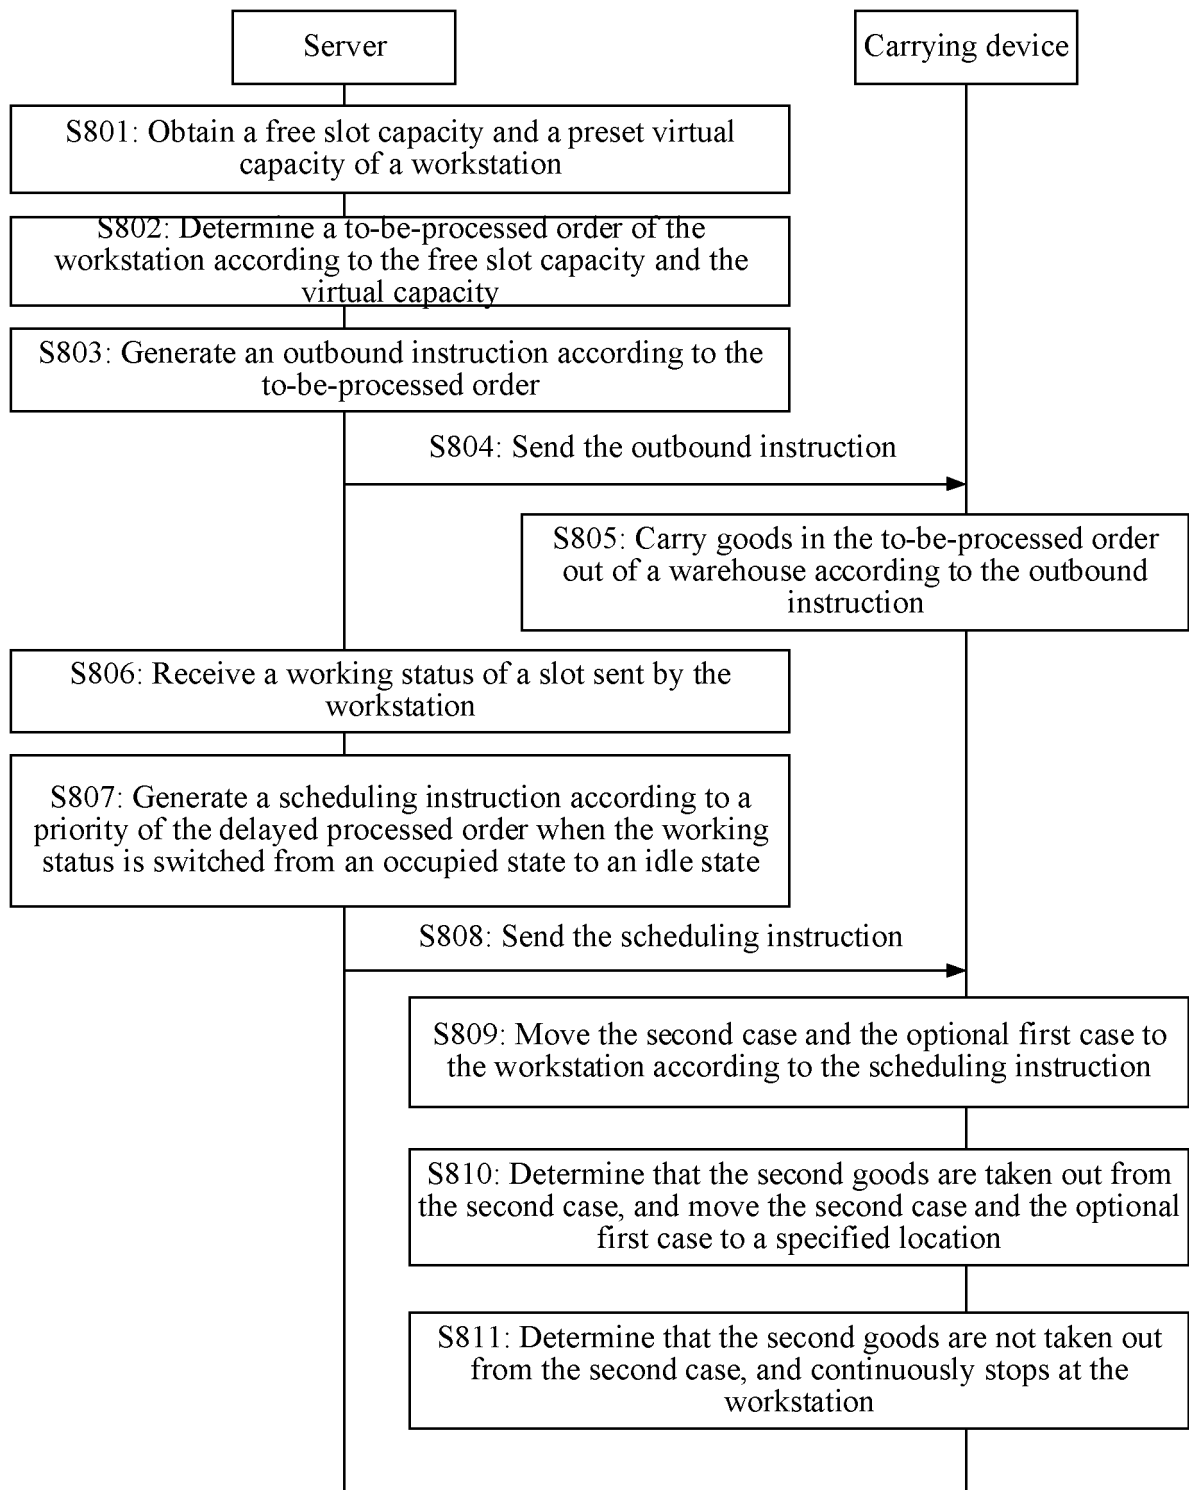 Server
Carrying device
S801: Obtain a free slot capacity and a preset virtual
capacity of a workstation
S802: Determine a to-be-processed order of the
workstation according to the free slot capacity and the
virtual capacity
S803: Generate an outbound instruction according to the
to-be-processed order
S804: Send the outbound instruction
S805: Carry goods in the to-be-processed order
out of a warehouse according to the outbound
instruction
S806: Receive a working status of a slot sent by the
workstation
S807: Generate a scheduling instruction according to a
priority of the delayed processed order when the working
status is switched from an occupied state to an idle state
S808: Send the scheduling instruction
S809: Move the second case and the optional first case to
the workstation according to the scheduling instruction
S810: Determine that the second goods are taken out from
the second case, and move the second case and the optional
first case to a specified location
S811: Determine that the second goods are not taken out
from the second case, and continuously stops at the
workstation